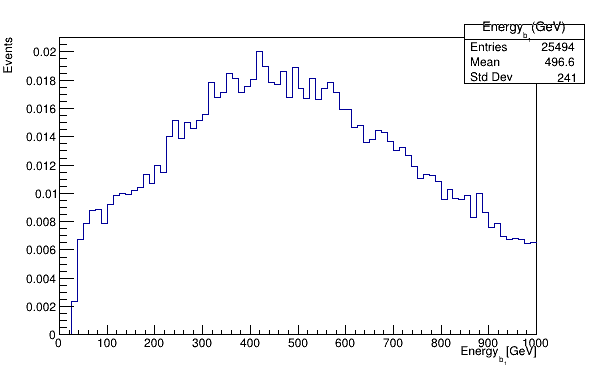 Energy_b_1(GeV)
Entries 25494
Mean 496.6
Std Dev 241
Events
0.02
0.018
0.016
0.014
0.012
0.01
0.008
0.006
0.004
0.002
0
0 100 200 300 400 500 600 700 800 900 1000
Energy_b_1[GeV]